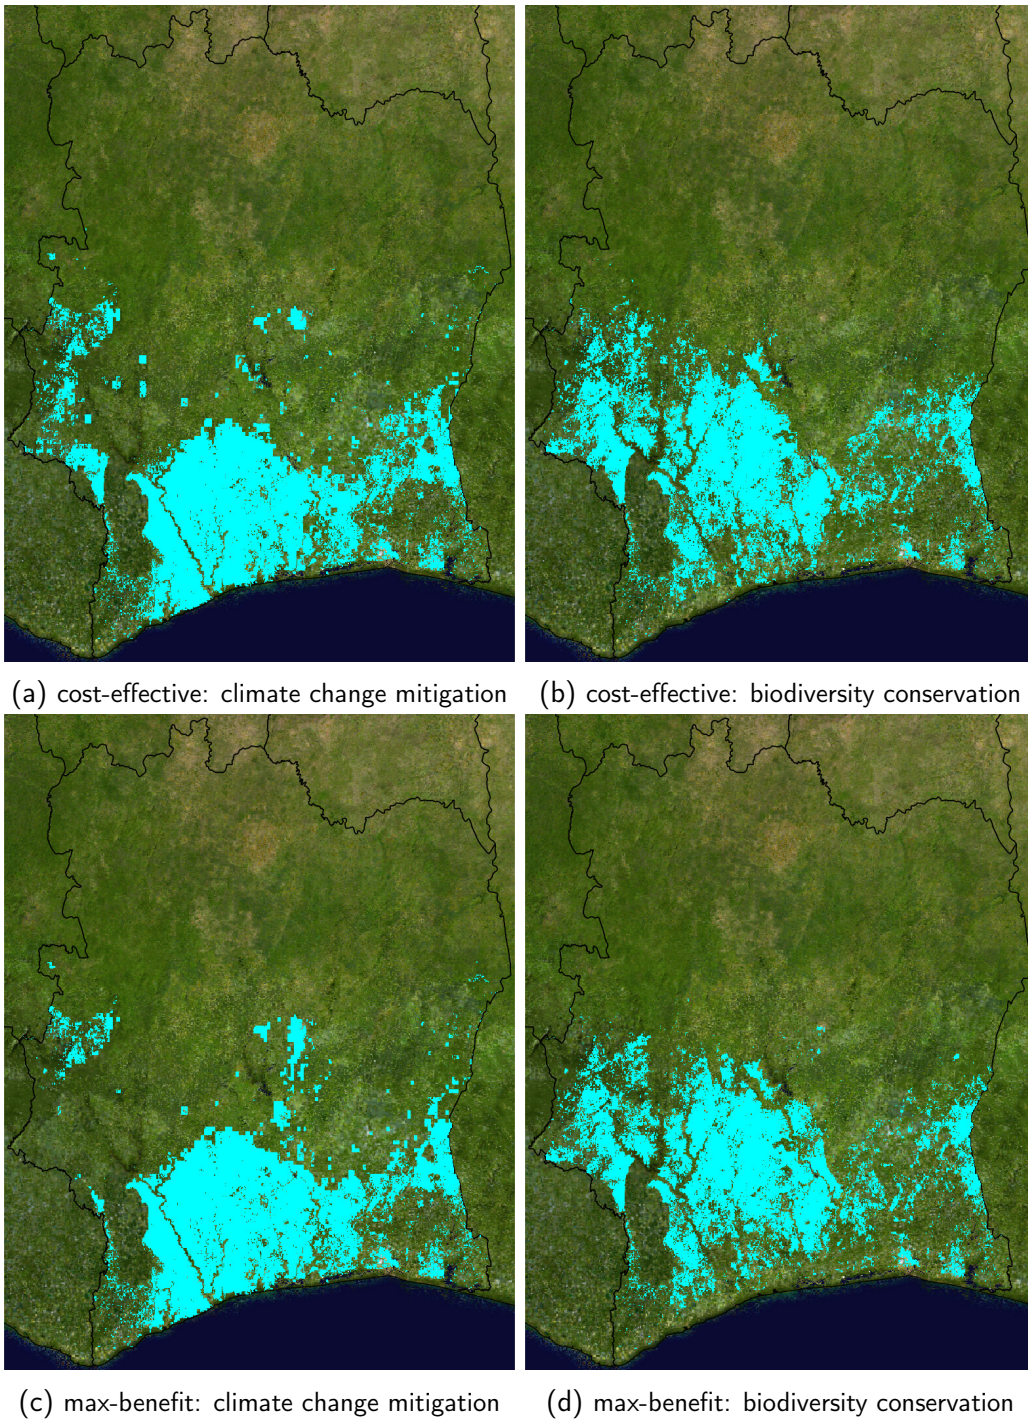 (a) cost-effective: climate change mitigation
(b) cost-effective: biodiversity conservation
(c) max-benefit: climate change mitigation
(d) max-benefit: biodiversity conservation